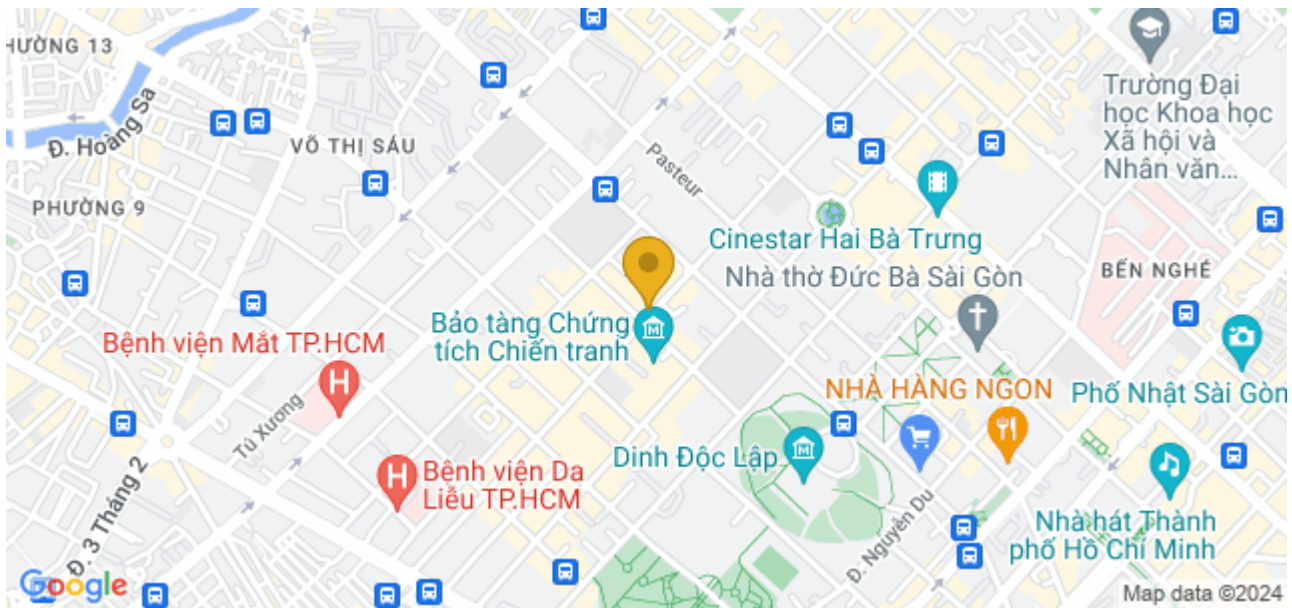 HƯỜNG 13
Đ. Hoàng Sa
VÕ THỊ SÁU
PHƯỜNG 9
Pasteur
Trường Đại
học Khoa học
Xã hội và
Nhân văn...
Cinestar Hai Bà Trưng
Nhà thờ Đức Bà Sài Gòn
BẾN NGHÉ
Bảo tàng Chứng
tích Chiến tranh
M
Bệnh viện Mắt TP.HCM
H
Tú Xương
NHÀ HÀNG NGON
Phố Nhật Sài Gòn
Dinh Độc Lập
M
Bệnh viện Da
Liễu TP.HCM
H
Đ. 3 Tháng 2
Đ. Nguyễn Du
Nhà hát Thành
phố Hồ Chí Minh
Google
Map data ©2024